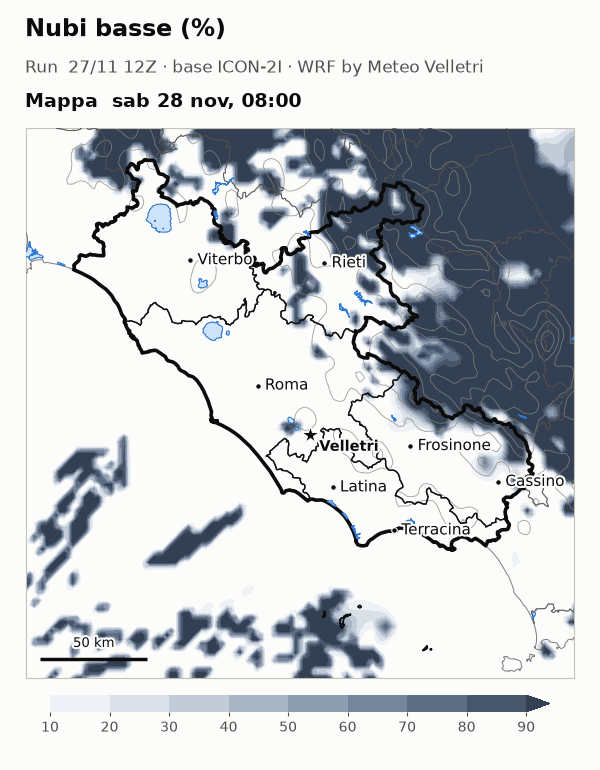 Nubi basse (%)
Run 27/11 12Z · base ICON-2I · WRF by Meteo Velletri
Mappa sab 28 nov, 08:00
Viterbo
Rieti
Roma
Velletri
Frosinone
Cassino
Latina
Terracina
50 km
10 20 30 40 50 60 70 80 90